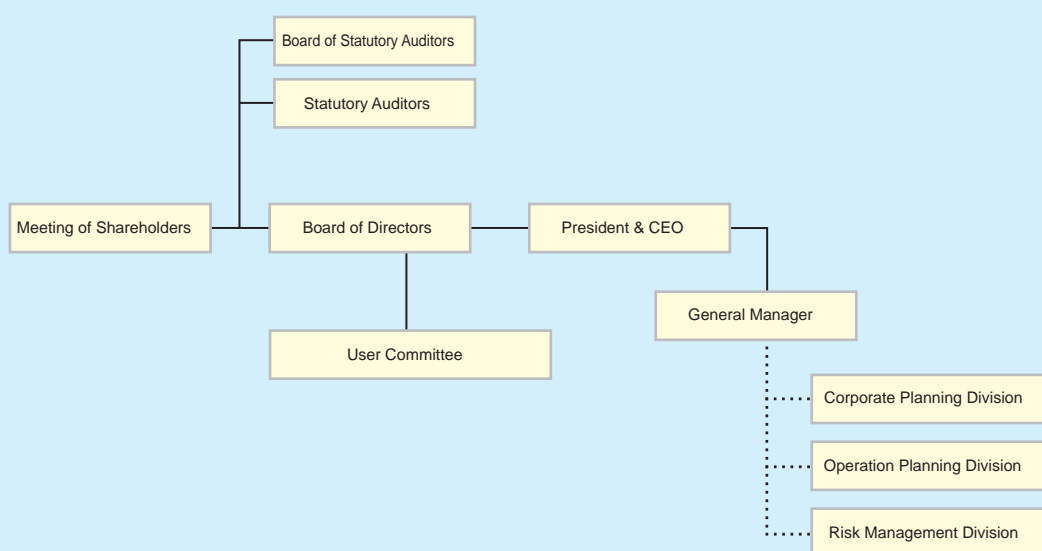 Board of Statutory Auditors
Statutory Auditors
Meeting of Shareholders
Board of Directors
President & CEO
General Manager
User Committee
Corporate Planning Division
Operation Planning Division
Risk Management Division